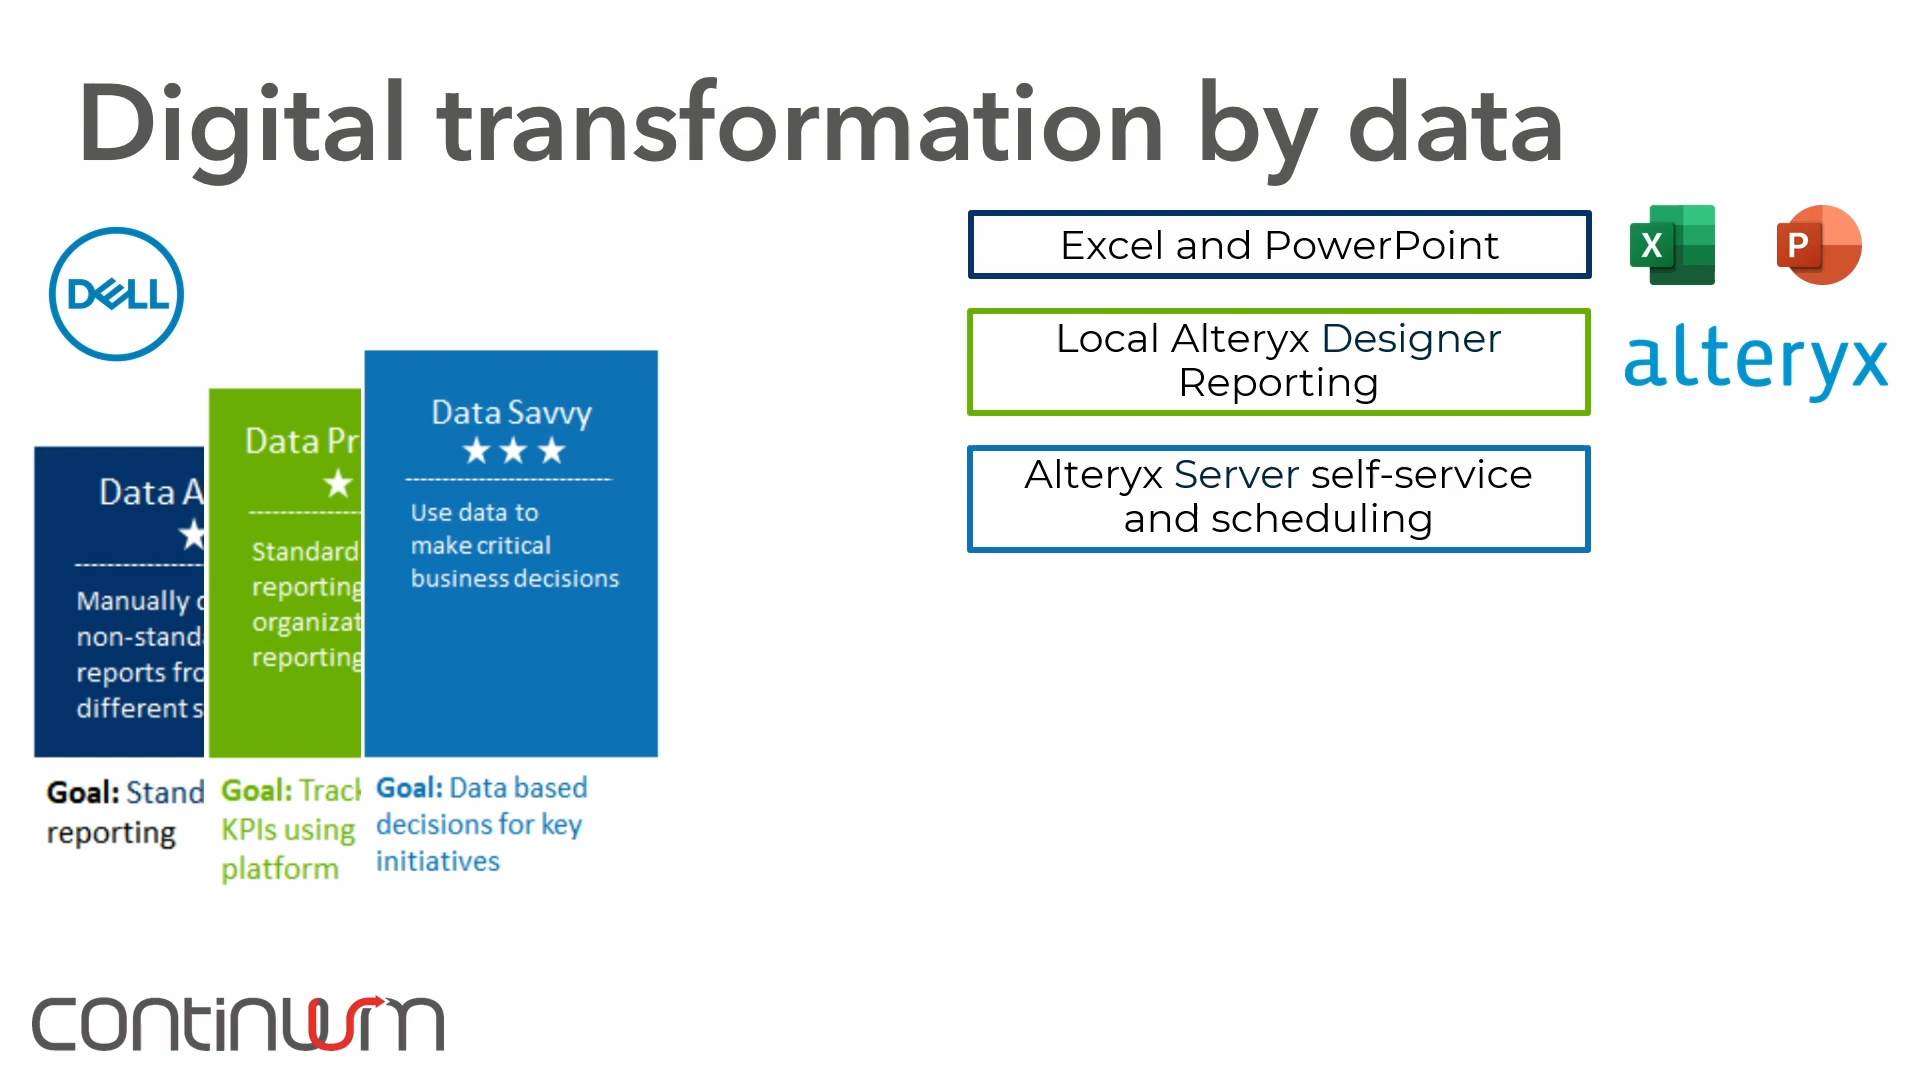 Digital transformation by data
DELL
Data A
Manually
non-stand
reports fro
different s
Goal: Stand
reporting
Data Pr
Standard
reporting
organizat
reporting
Goal: Track
KPIs using
platform
Data Savvy
Use data to
make critical
business decisions
Goal: Data based
decisions for key
initiatives
Excel and PowerPoint
X
P
Local Alteryx Designer
Reporting
alteryx
Alteryx Server self-service
and scheduling
continuum